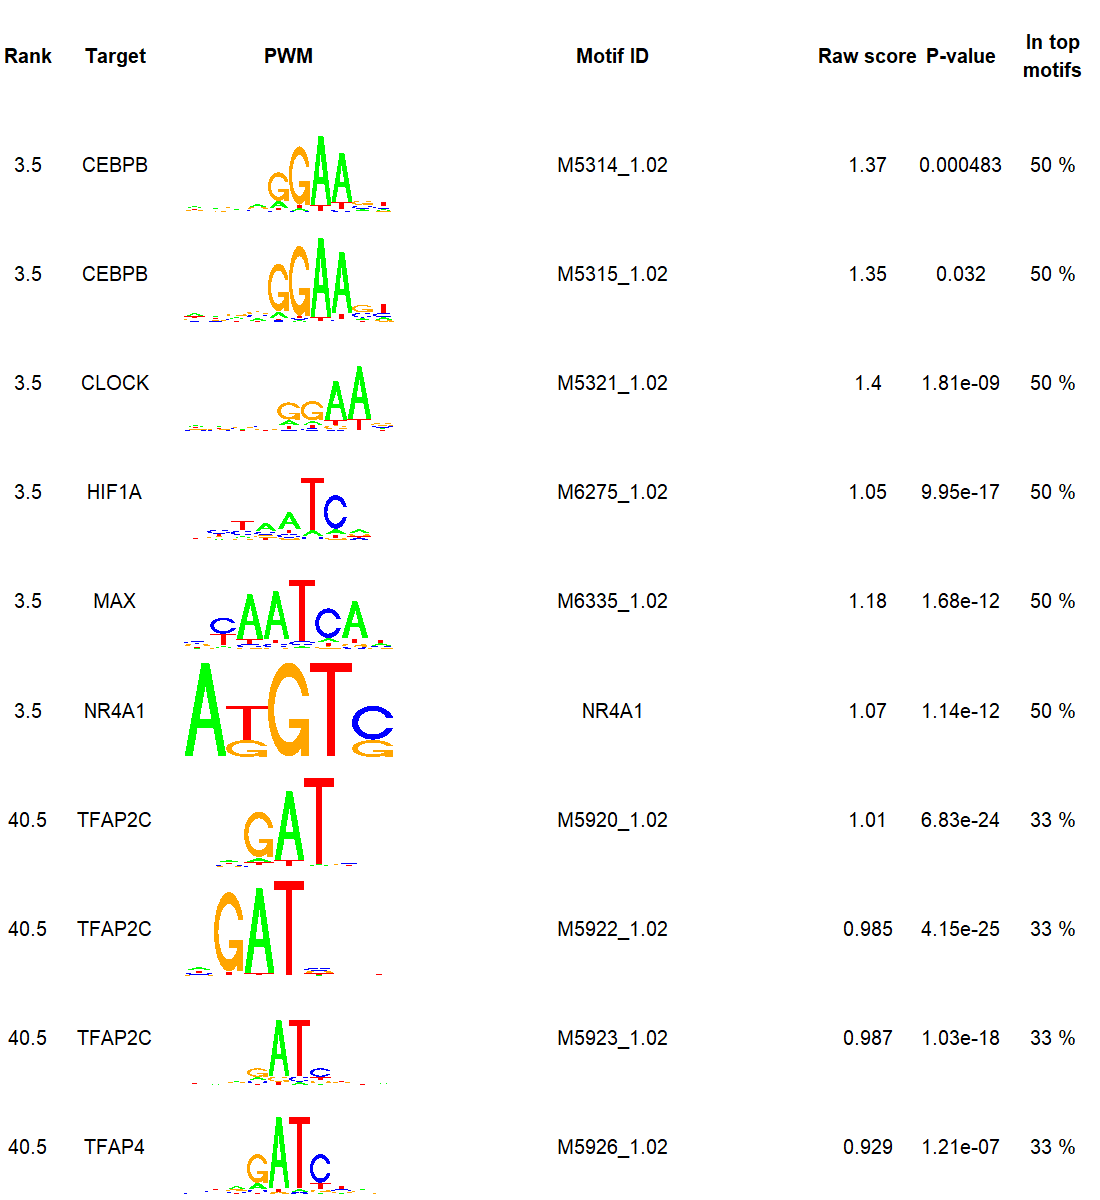 Rank Target PWM Motif ID Raw score P-value In top motifs
3.5 CEBPB M5314_1.02 1.37 0.000483 50 %
3.5 CEBPB M5315_1.02 1.35 0.032 50 %
3.5 CLOCK M5321_1.02 1.4 1.81e-09 50 %
3.5 HIF1A M6275_1.02 1.05 9.95e-17 50 %
3.5 MAX M6335_1.02 1.18 1.68e-12 50 %
3.5 NR4A1 NR4A1 1.07 1.14e-12 50 %
40.5 TFAP2C M5920_1.02 1.01 6.83e-24 33 %
40.5 TFAP2C M5922_1.02 0.985 4.15e-25 33 %
40.5 TFAP2C M5923_1.02 0.987 1.03e-18 33 %
40.5 TFAP4 M5926_1.02 0.929 1.21e-07 33 %